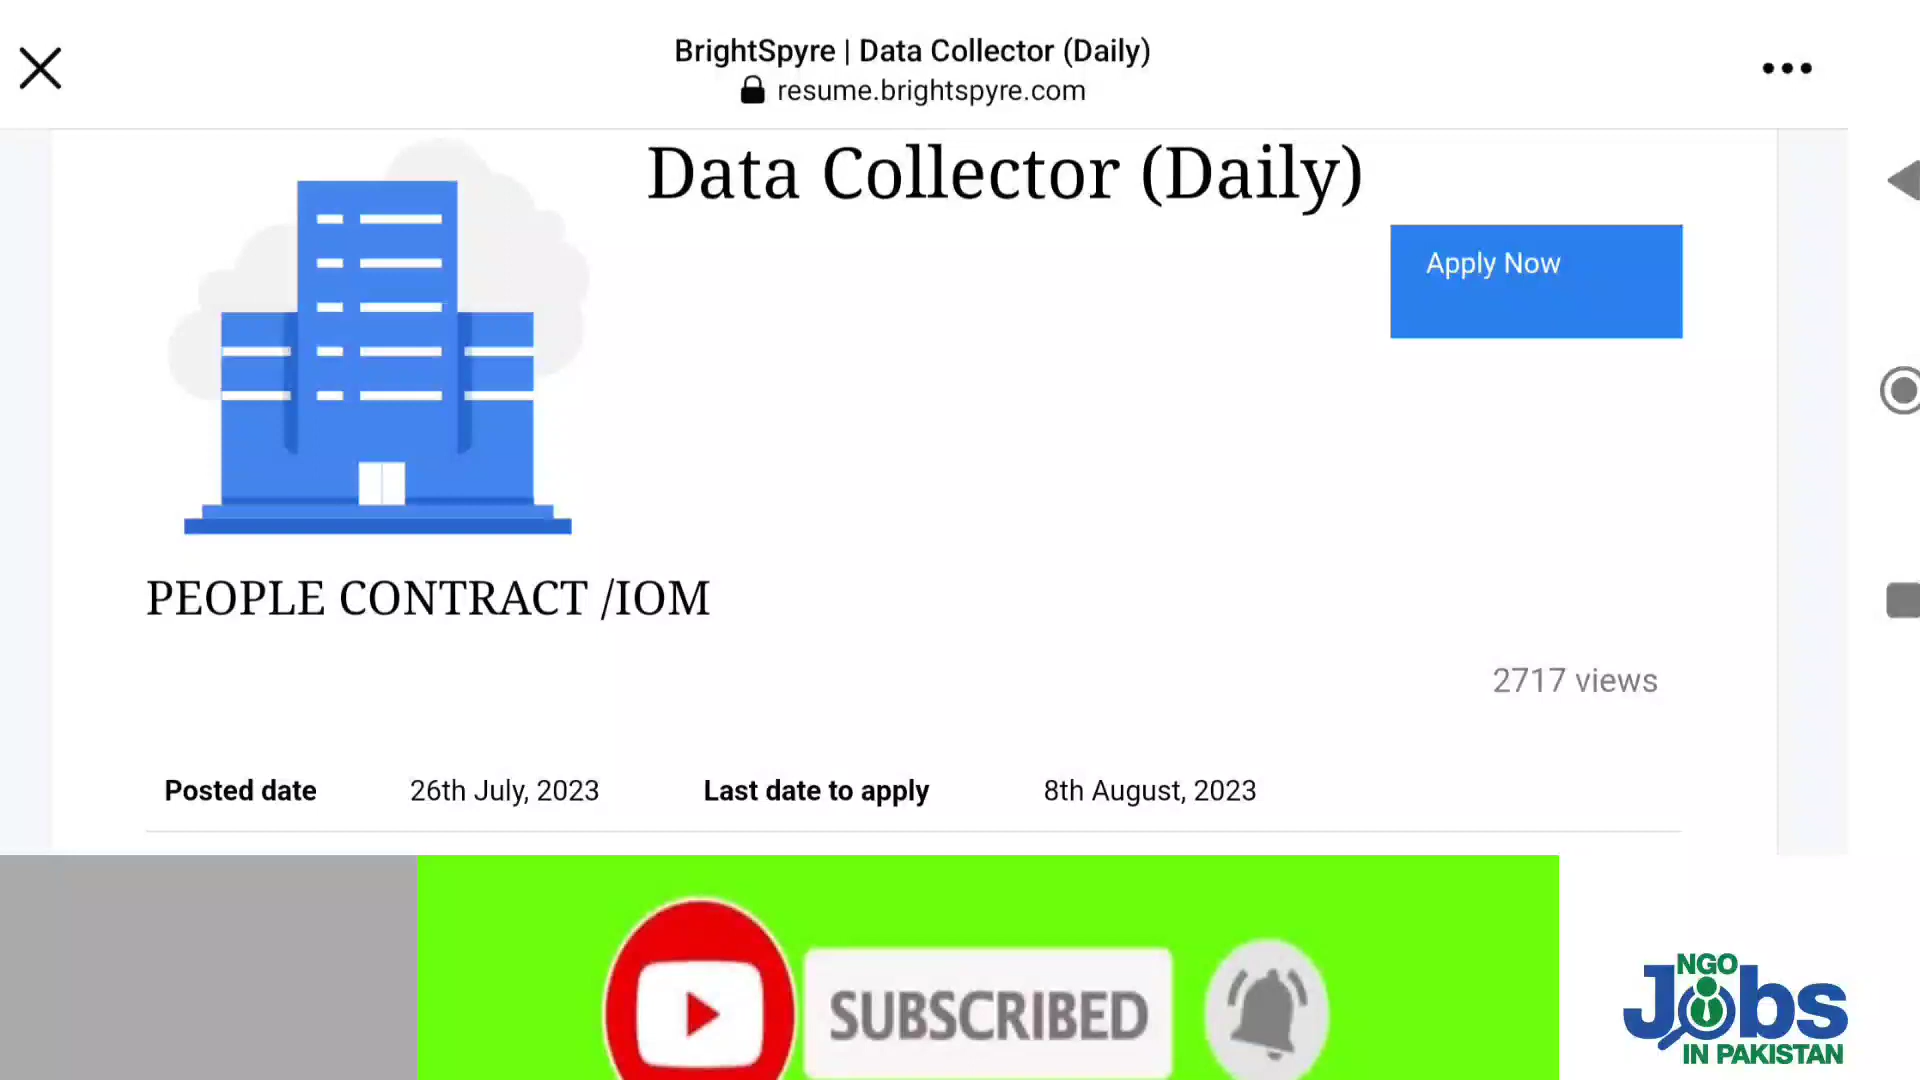 BrightSpyre | Data Collector (Daily)
resume.brightspyre.com
Data Collector (Daily)
Apply Now
PEOPLE CONTRACT /IOM
2717 views
Posted date 26th July, 2023 Last date to apply 8th August, 2023
SUBSCRIBED
NGO
Jobs
IN PAKISTAN